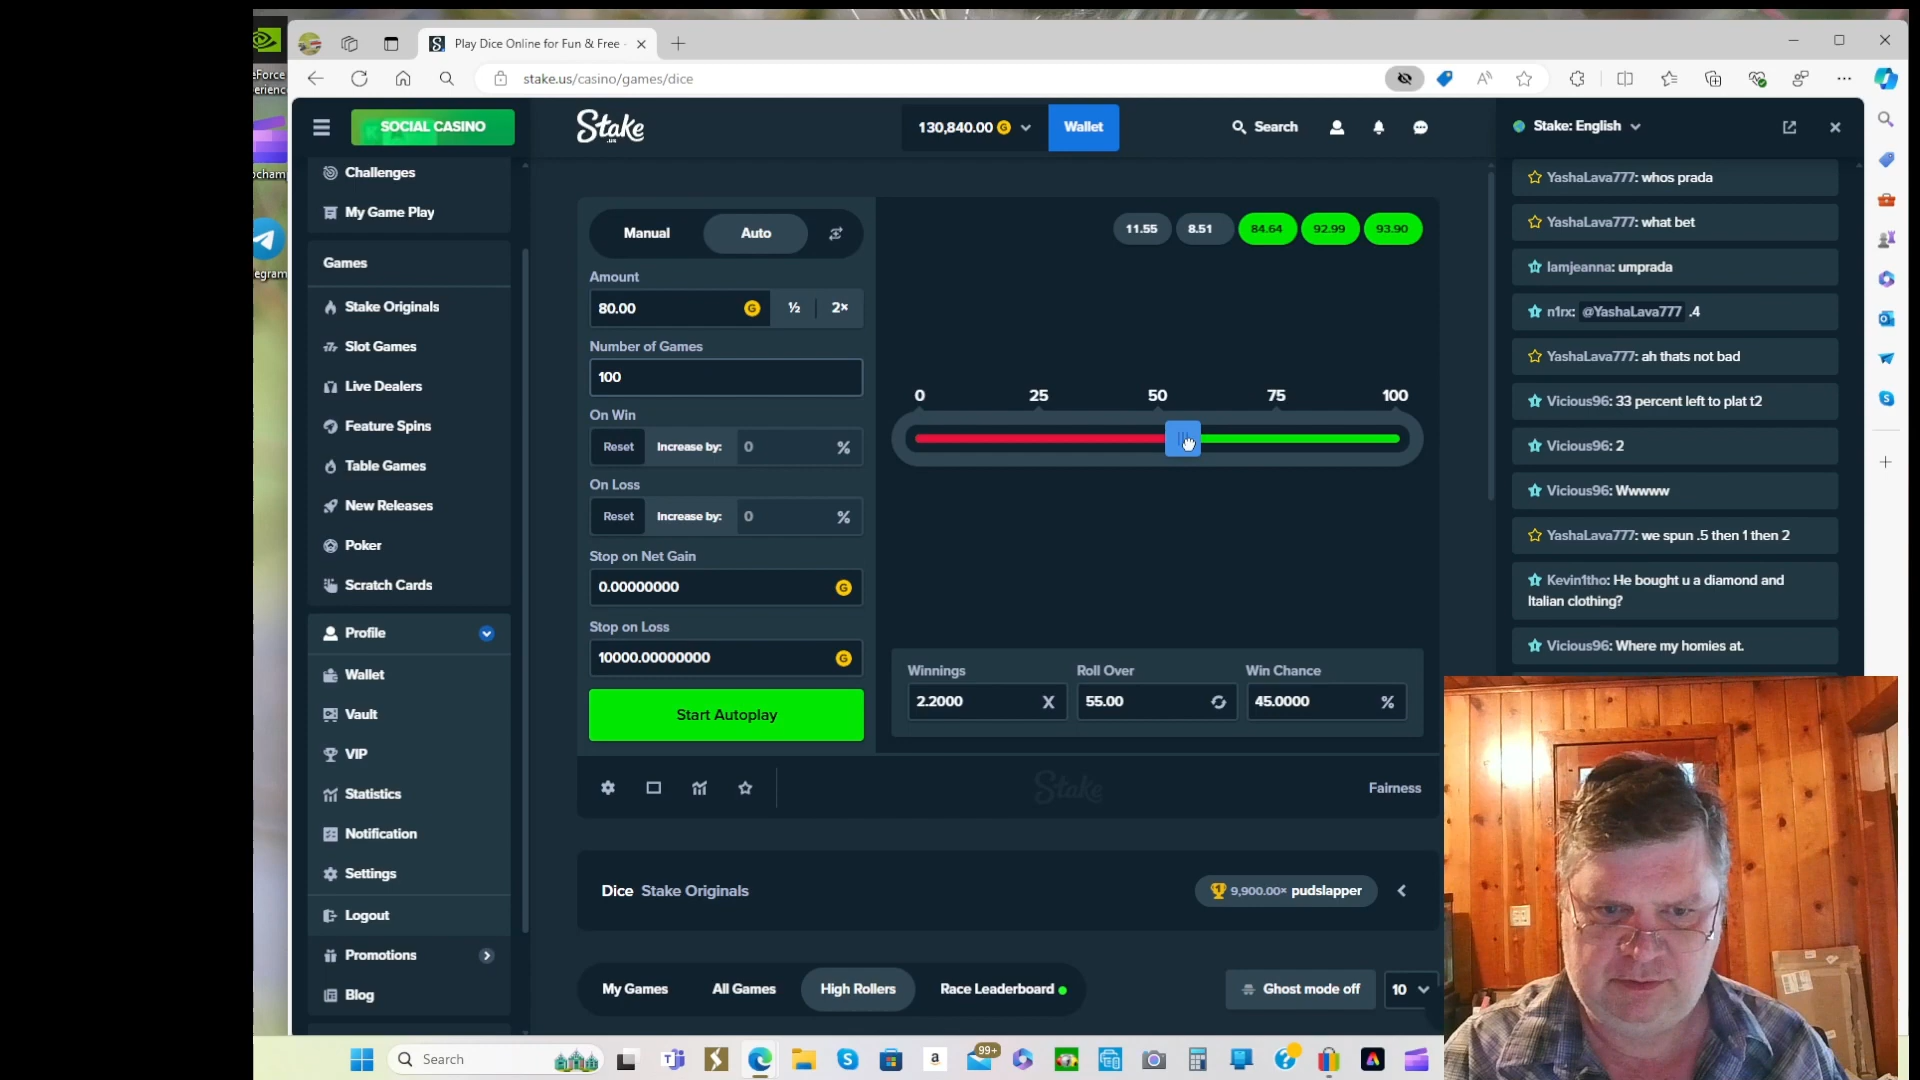 Play Dice Online for Fun & Free -
eForce
erience
stake.us/casino/games/dice
SOCIAL CASINO
Stake
.US
130,840.00
Wallet
Search
Stake: English
Challenges
My Game Play
Games
Stake Originals
Slot Games
Live Dealers
Feature Spins
Table Games
New Releases
Poker
Scratch Cards
Profile
Wallet
Vault
VIP
Statistics
Notification
Settings
Logout
Promotions
Blog
egram
Manual
Auto
Amount
80.00
½
2×
Number of Games
100
On Win
Reset
Increase by:
0
%
On Loss
Reset
Increase by:
0
%
Stop on Net Gain
0.00000000
Stop on Loss
10000.00000000
Start Autoplay
11.55
8.51
84.64
92.99
93.90
0
25
50
75
100
Winnings
2.2000
X
Roll Over
55.00
Win Chance
45.0000
%
Stake
Fairness
Dice Stake Originals
9,900.00× pudslapper
My Games
All Games
High Rollers
Race Leaderboard
Ghost mode off
10
YashaLava777: whos prada
YashaLava777: what bet
Iamjeanna: umprada
n1rx: @YashaLava777 .4
YashaLava777: ah thats not bad
Vicious96: 33 percent left to plat t2
Vicious96: 2
Vicious96: Wwwww
YashaLava777: we spun .5 then 1 then 2
Kevin1tho: He bought u a diamond and
Italian clothing?
Vicious96: Where my homies at.
Search
99+